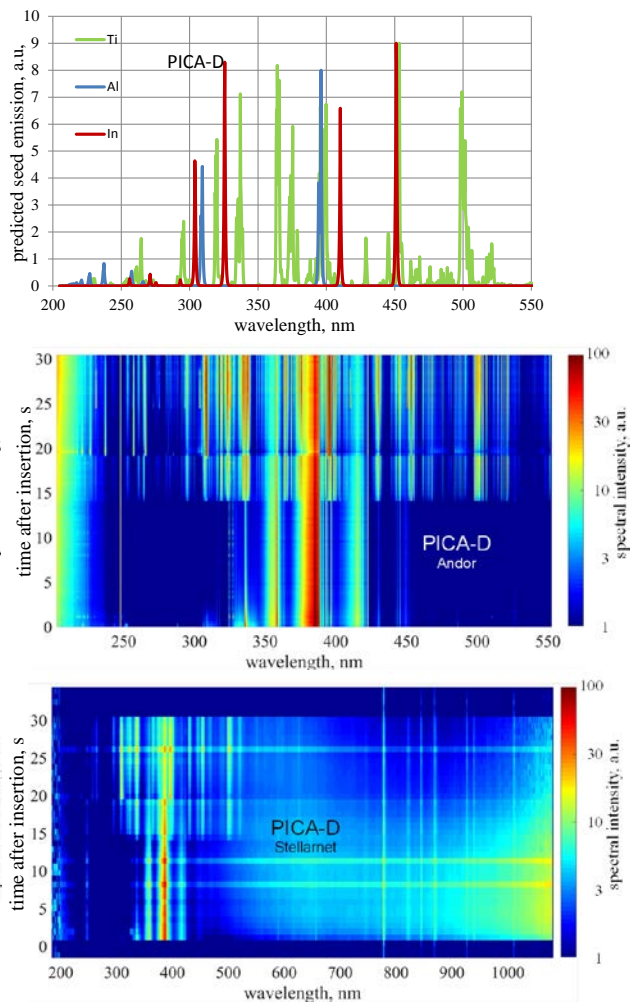 10
9
8
7
6
5
4
3
2
1
0
predicted seed emission, a.u,
Ti
Al
In
PICA-D
200 250 300 350 400 450 500 550
wavelength, nm
30
25
20
15
10
5
0
time after insertion, s
PICA-D
Andor
250 300 350 400 450 500 550
wavelength, nm
100
30
10
3
1
spectral intensity, a.u.
30
25
20
15
10
5
0
time after insertion, s
PICA-D
Stellarnet
200 300 400 500 600 700 800 900 1000
wavelength, nm
100
30
10
3
1
spectral intensity, a.u.